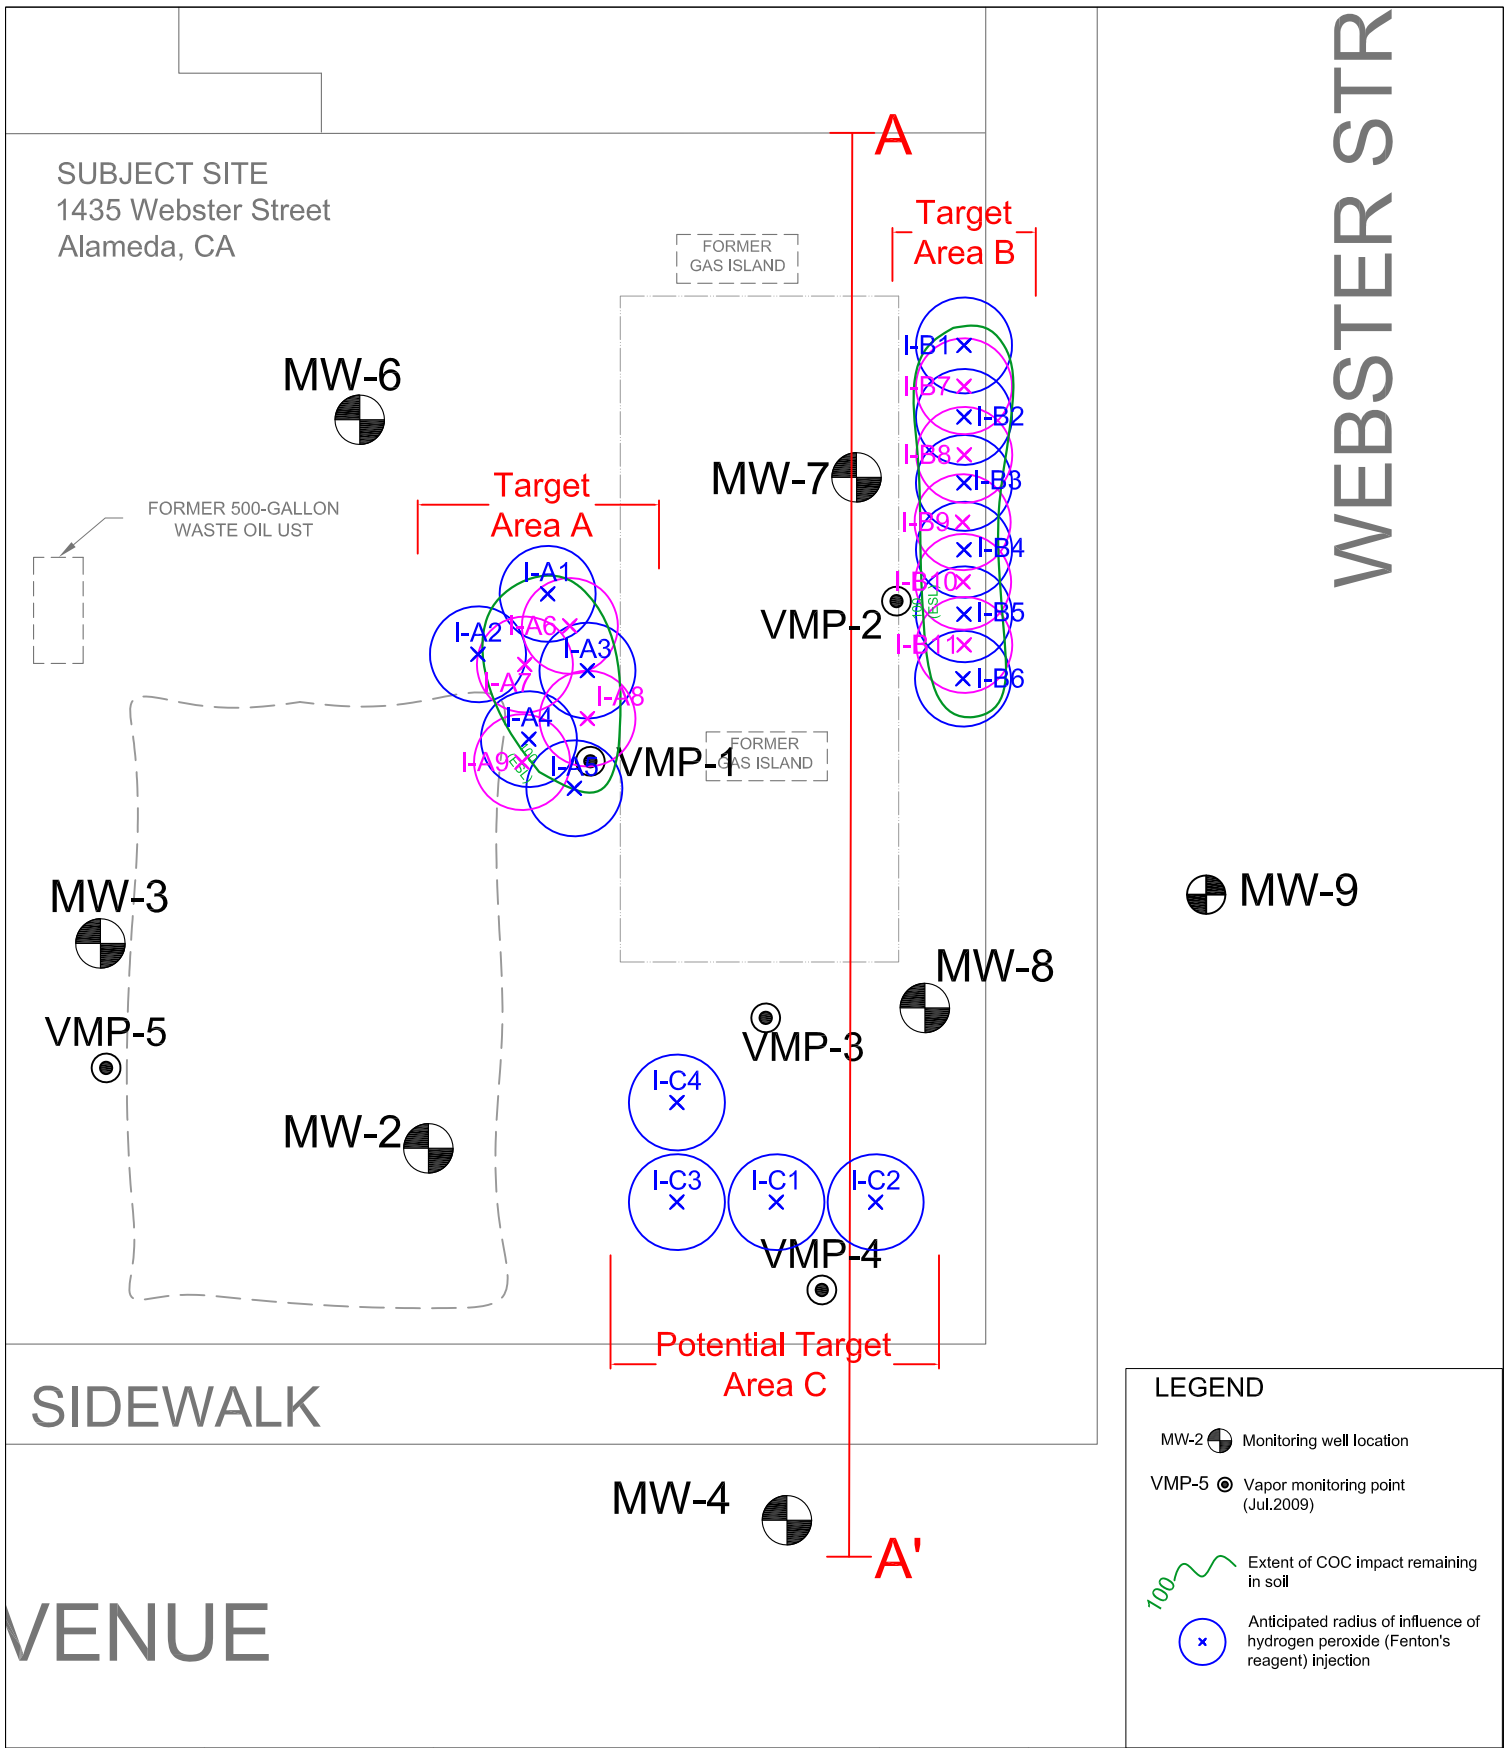 SUBJECT SITE
1435 Webster Street
Alameda, CA
A
Target
Area B
FORMER
GAS ISLAND
WEBSTER STR
I-B1
MW-6
I-B7
I-B2
I-B8
MW-7
I-B3
Target
Area A
FORMER 500-GALLON
WASTE OIL UST
I-B9
I-B4
I-A1
I-B10
100
(ESL)
I-B5
VMP-2
I-A6
I-A2
I-A3
I-B11
I-B6
I-A7
I-A8
I-A4
100
(ESL)
I-A9
I-A5
VMP-1
FORMER
GAS ISLAND
MW-3
MW-9
MW-8
VMP-5
VMP-3
I-C4
MW-2
I-C3
I-C1
I-C2
VMP-4
Potential Target
Area C
SIDEWALK
MW-4
A'
VENUE
LEGEND
MW-2 Monitoring well location
VMP-5 Vapor monitoring point
(Jul.2009)
100
Extent of COC impact remaining
in soil
Anticipated radius of influence of
hydrogen peroxide (Fenton's
reagent) injection